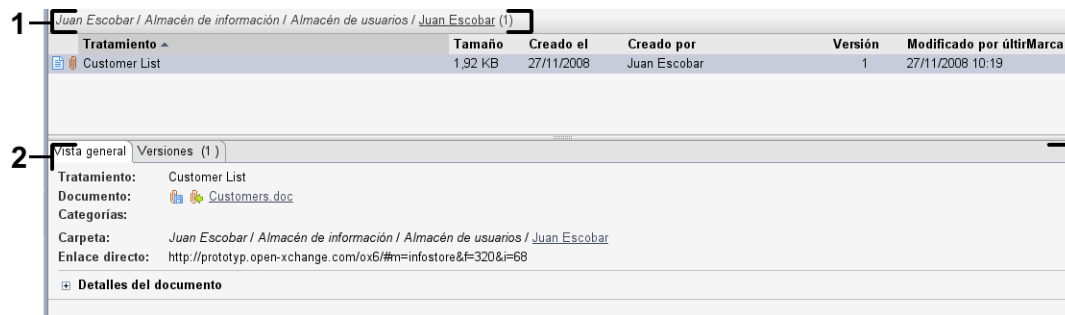 1 Juan Escobar / Almacén de información / Almacén de usuarios / Juan Escobar (1)
Tratamiento Tamaño Creado el Creado por Versión Modificado por últirMarca
Customer List 1,92 KB 27/11/2008 Juan Escobar 1 27/11/2008 10:19
2 Vista general Versiones (1)
Tratamiento: Customer List
Documento: Customers.doc
Categorías:
Carpeta: Juan Escobar / Almacén de información / Almacén de usuarios / Juan Escobar
Enlace directo: http://prototyp.open-xchange.com/ox6/#m=infostore&f=320&i=68
Detalles del documento